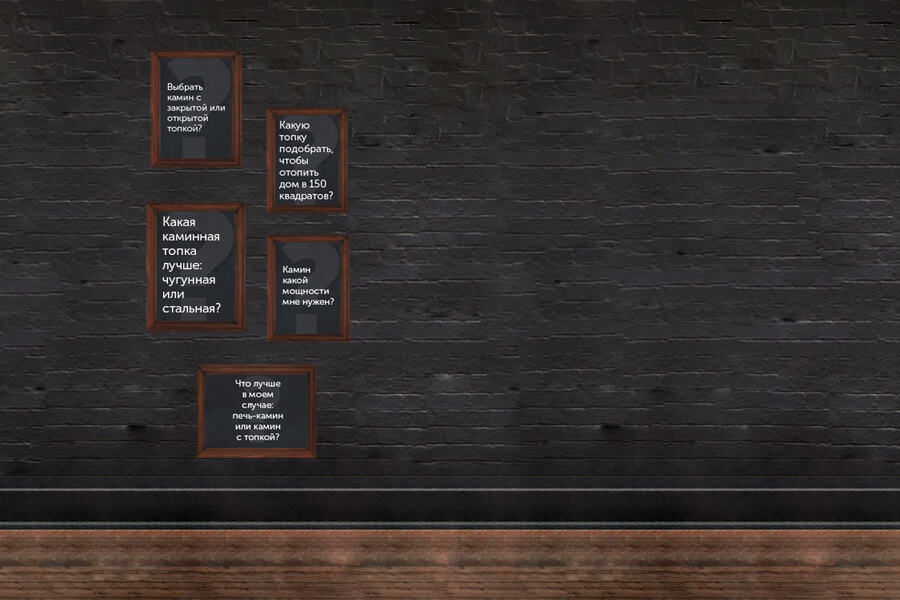 Выбрать
камин с
закрытой или
открытой
топкой?
Какую
топку
подобрать,
чтобы
отопить
дом в 150
квадратов?
Какая
каминная
топка
лучше:
чугунная
или
стальная?
Камин
какой
мощности
мне нужен?
Что лучше
в моем
случае:
печь-камин
или камин
с топкой?